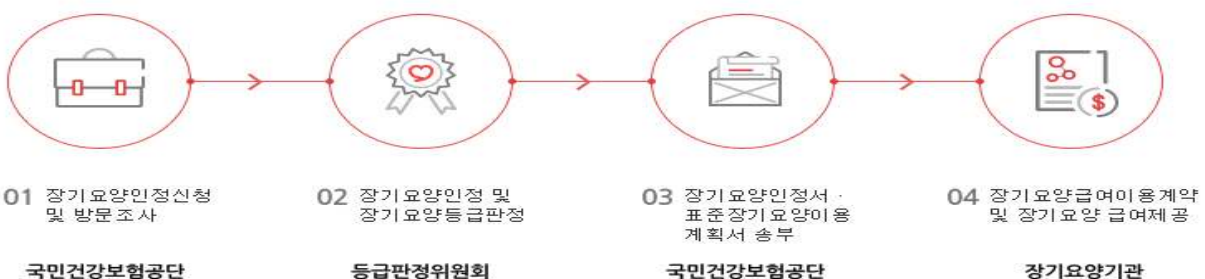 01 장기요양인정신청
및 방문조사
국민건강보험공단
02 장기요양인정 및
장기요양등급판정
등급판정위원회
03 장기요양인정서 ·
표준장기요양이용
계획서 송부
국민건강보험공단
$
04 장기요양급여이용계약
및 장기요양 급여제공
장기요양기관